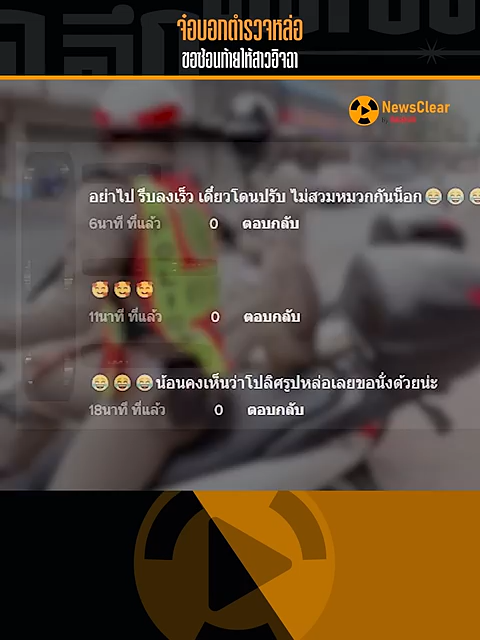 จ๋อบอกตำรวจหล่อ
ขอซ้อนท้ายให้สาวอิจฉา
NewsClear
อย่าไป รีบลงเร็ว เดี๋ยวโดนปรับ ไม่สวมหมวกกันน็อก 😂 😂 😂
6นาที ที่แล้ว 0 ตอบกลับ
🥰 🥰 🥰
11นาที ที่แล้ว 0 ตอบกลับ
😂 😂 😂น้อนคงเห็นว่าโปลิศรูปหล่อเลยขอนั่งด้วยน่ะ
18นาที ที่แล้ว 0 ตอบกลับ